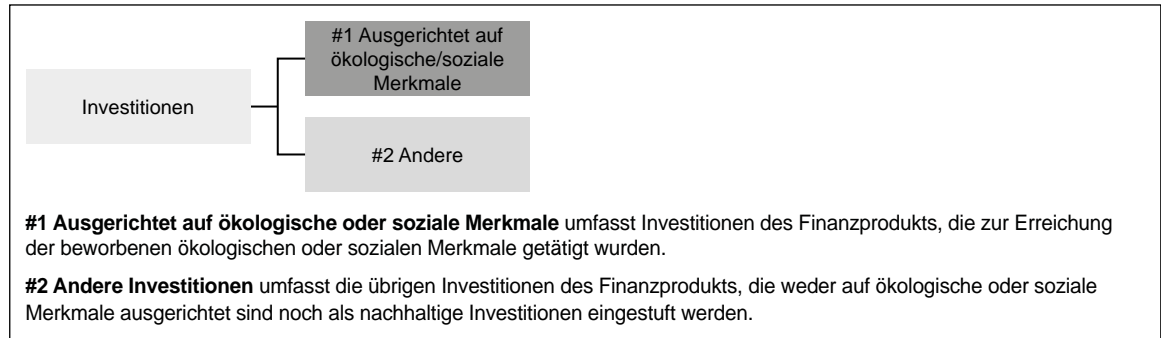 #1 Ausgerichtet auf
ökologische/soziale
Merkmale
Investitionen
#2 Andere
#1 Ausgerichtet auf ökologische oder soziale Merkmale umfasst Investitionen des Finanzprodukts, die zur Erreichung
der beworbenen ökologischen oder sozialen Merkmale getätigt wurden.
#2 Andere Investitionen umfasst die übrigen Investitionen des Finanzprodukts, die weder auf ökologische oder soziale
Merkmale ausgerichtet sind noch als nachhaltige Investitionen eingestuft werden.